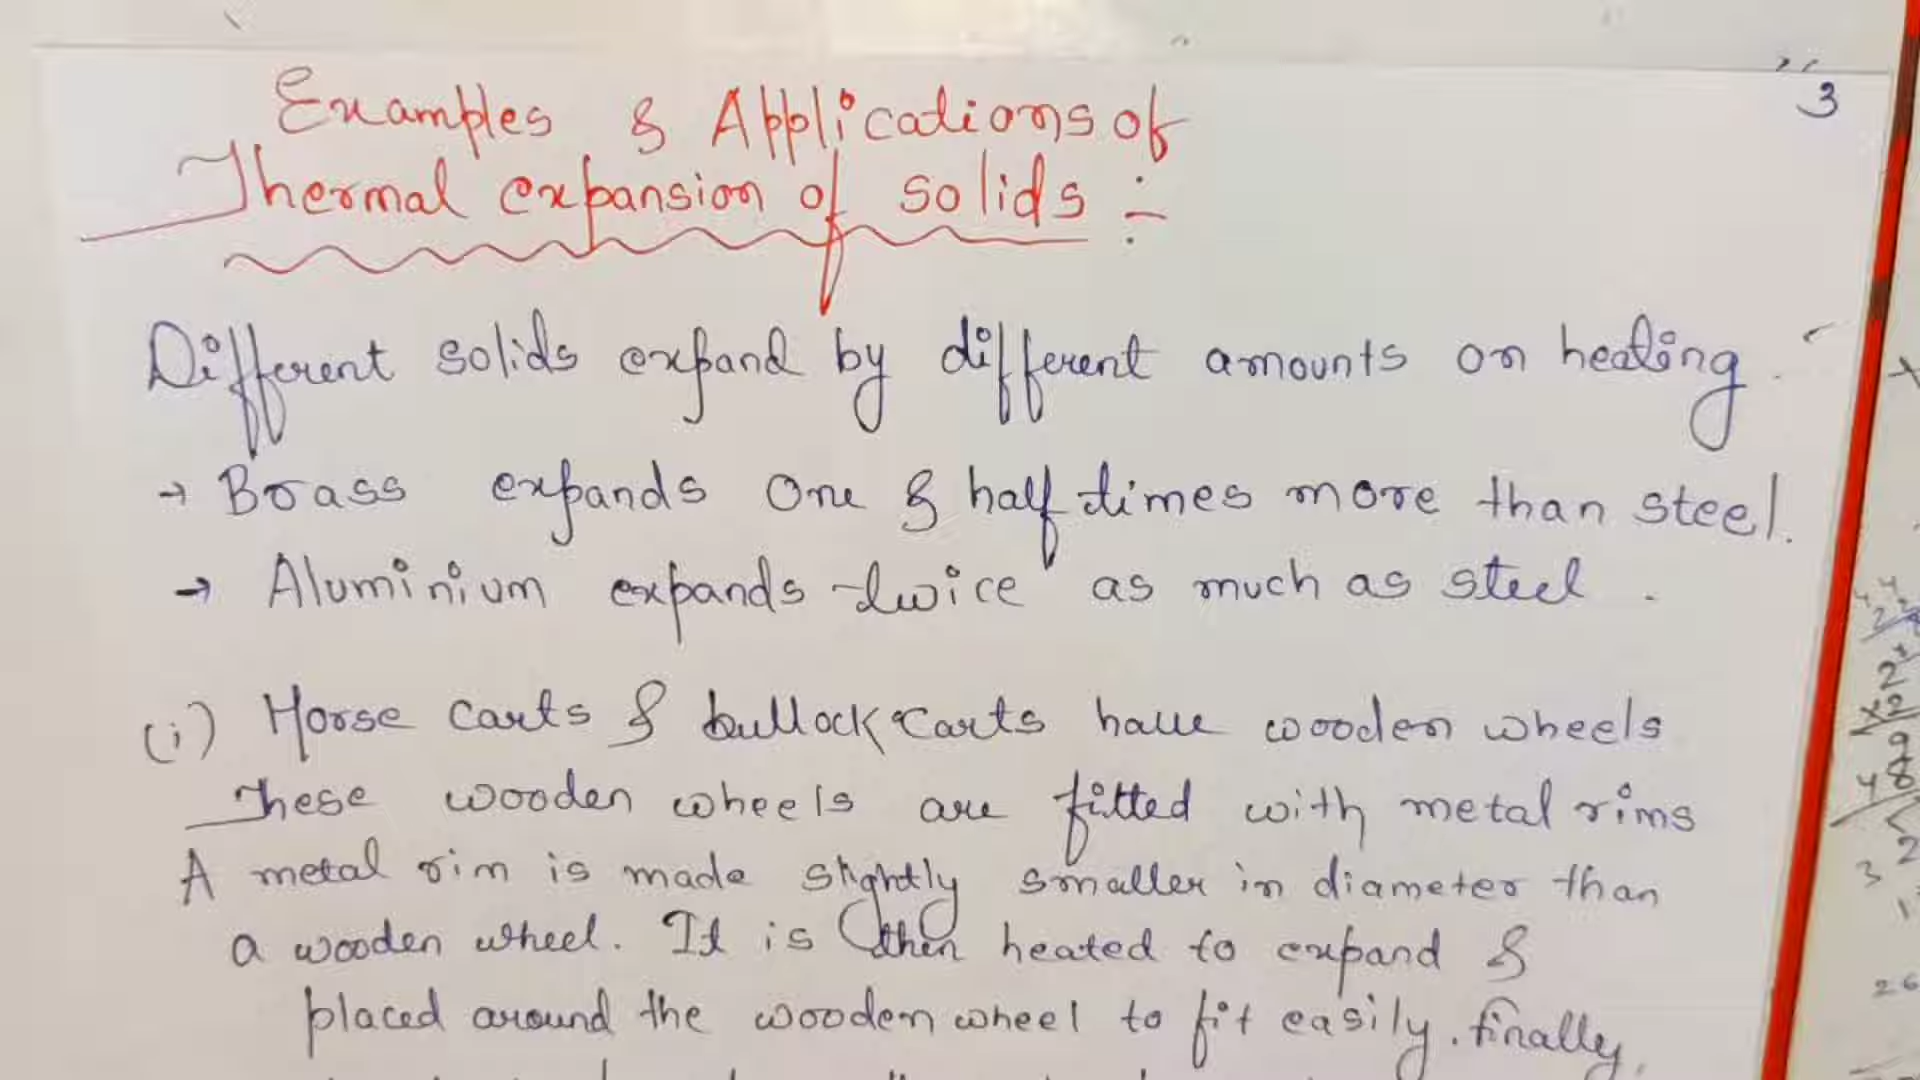 3
Examples & Applications of
Thermal expansion of solids :-
Different solids expand by different amounts on heating.
→ Brass expands One & half times more than steel.
→ Aluminium expands twice as much as steel.
(i) Horse carts & bullock carts have wooden wheels
These wooden wheels are fitted with metal rims
A metal rim is made slightly smaller in diameter than
a wooden wheel. It is then heated to expand &
placed around the wooden wheel to fit easily. finally,